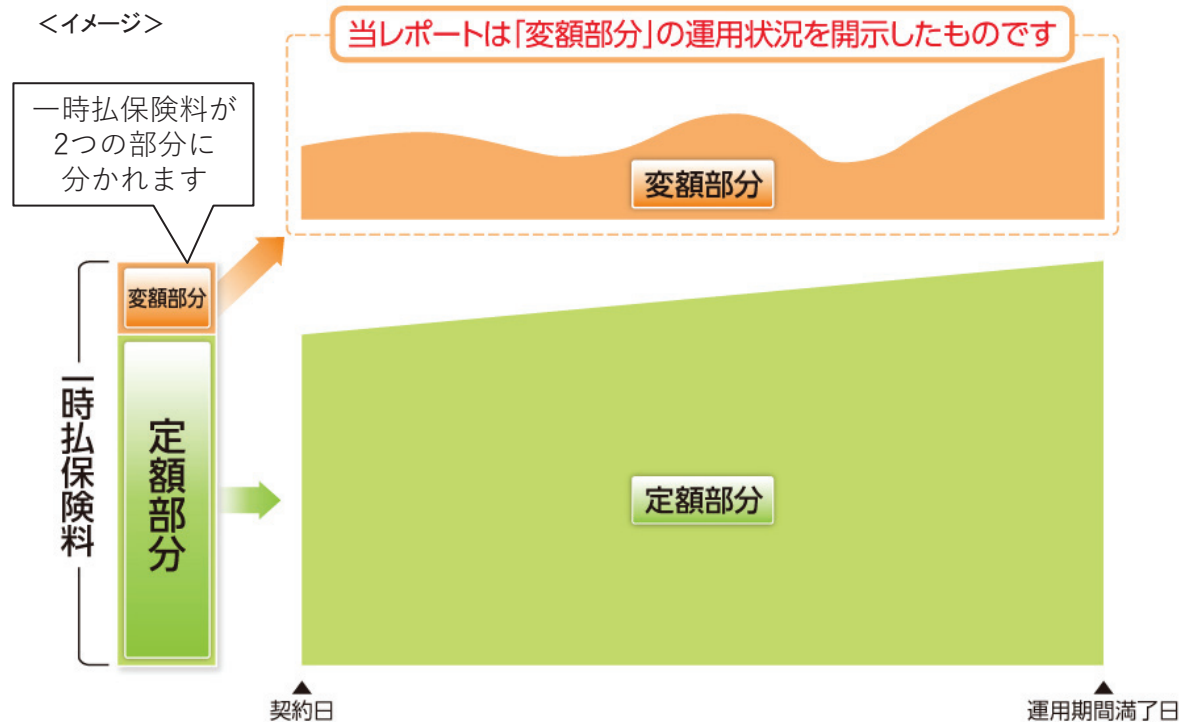 ＜イメージ＞
当レポートは「変額部分」の運用状況を開示したものです
一時払保険料が
2つの部分に
分かれます
変額部分
変額部分
一時払保険料
定額部分
定額部分
契約日
運用期間満了日